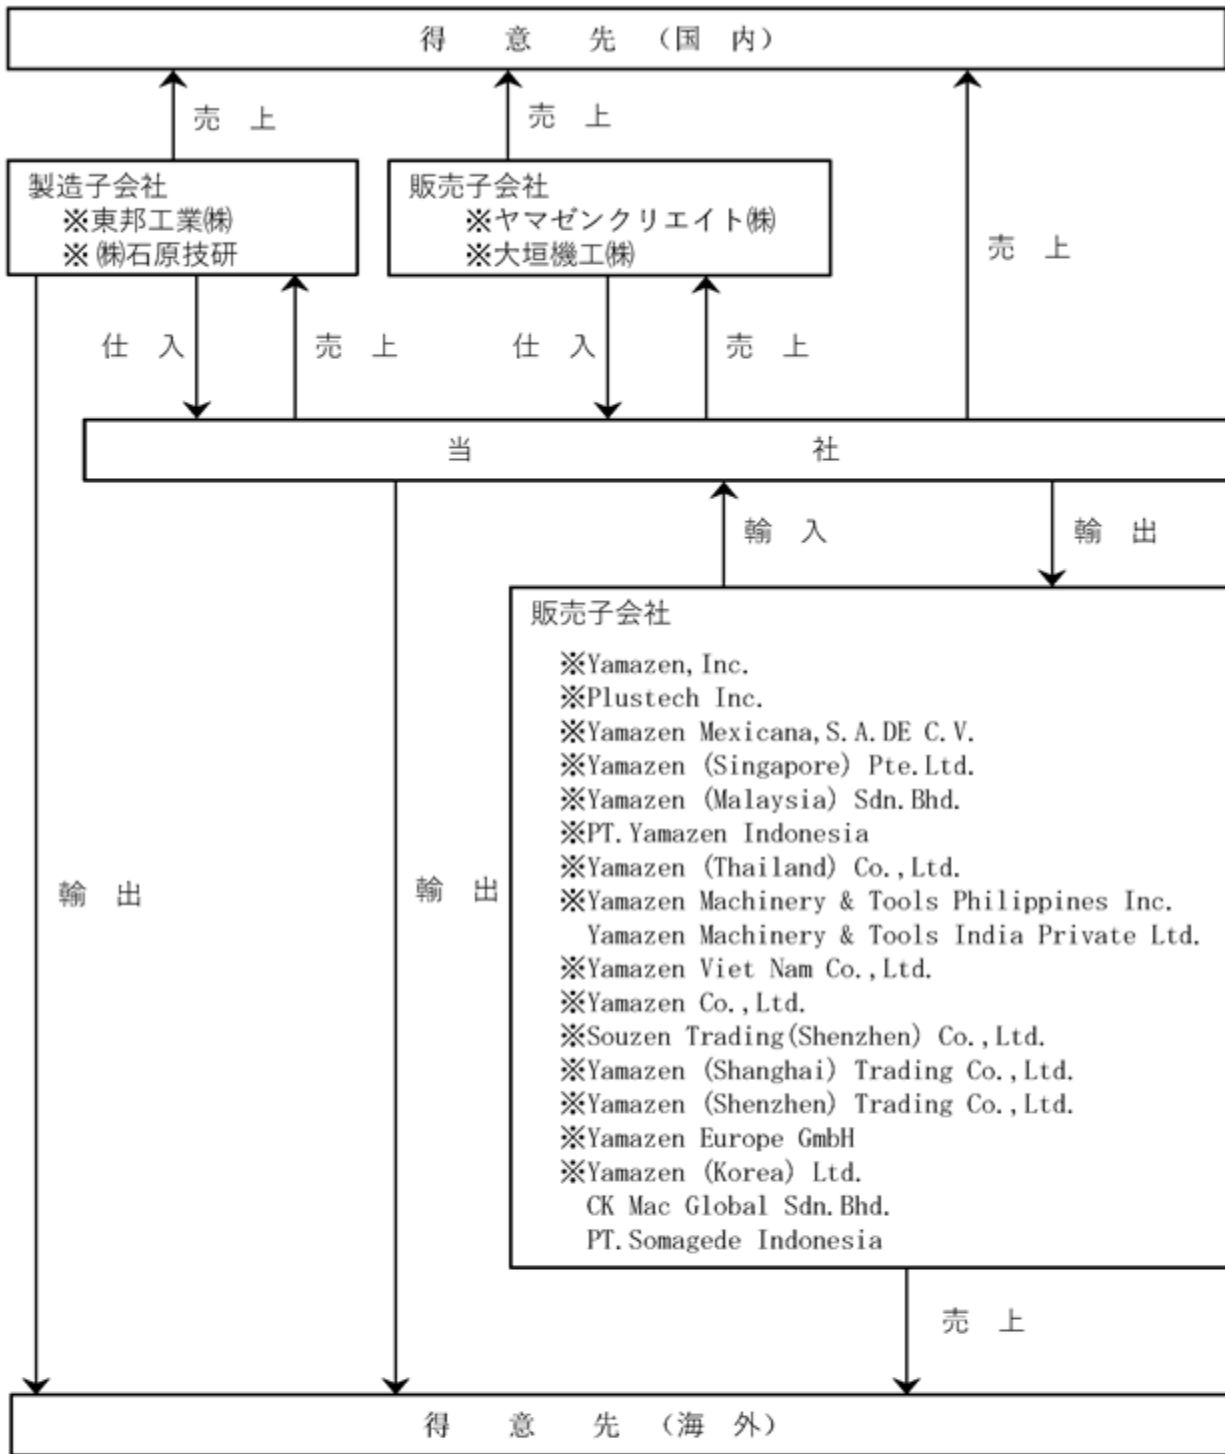 得 意 先 (国 内)
売 上
売 上
売 上
製造子会社
※東邦工業㈱
※㈱石原技研
販売子会社
※ヤマゼンクリエイト㈱
※大垣機工㈱
仕 入
売 上
仕 入
売 上
当 社
輸 入
輸 出
輸 出
輸 出
販売子会社
※Yamazen,Inc.
※Plustech Inc.
※Yamazen Mexicana,S.A.DE C.V.
※Yamazen (Singapore) Pte.Ltd.
※Yamazen (Malaysia) Sdn.Bhd.
※PT.Yamazen Indonesia
※Yamazen (Thailand) Co.,Ltd.
※Yamazen Machinery & Tools Philippines Inc.
Yamazen Machinery & Tools India Private Ltd.
※Yamazen Viet Nam Co.,Ltd.
※Yamazen Co.,Ltd.
※Souzen Trading(Shenzhen) Co.,Ltd.
※Yamazen (Shanghai) Trading Co.,Ltd.
※Yamazen (Shenzhen) Trading Co.,Ltd.
※Yamazen Europe GmbH
※Yamazen (Korea) Ltd.
CK Mac Global Sdn.Bhd.
PT.Somagede Indonesia
売 上
得 意 先 (海 外)